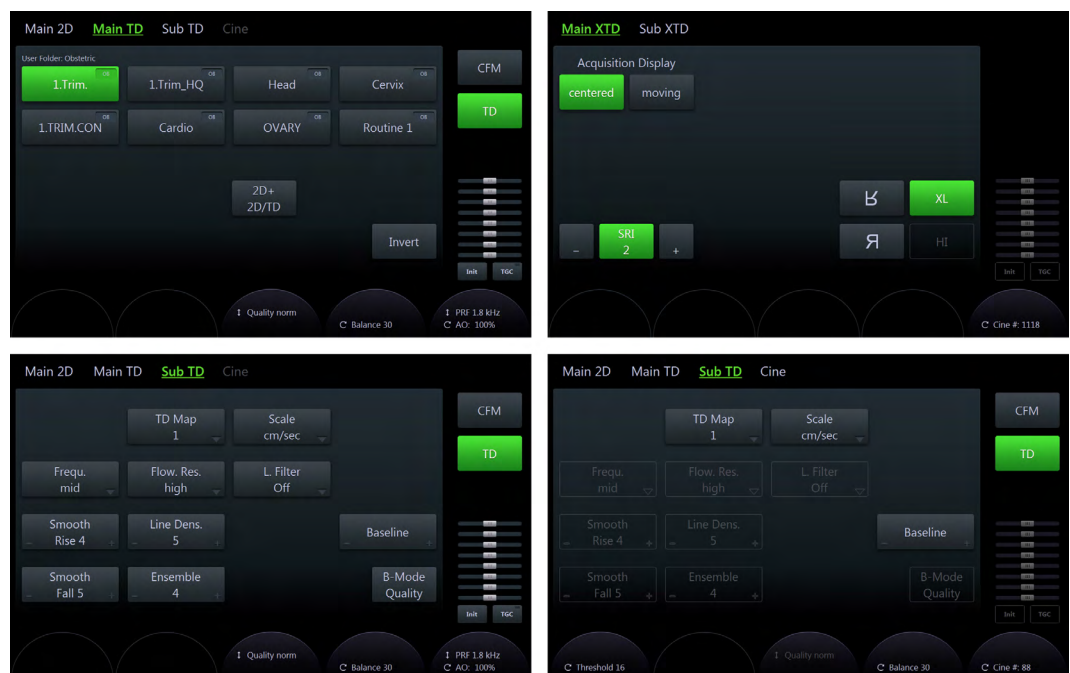 Main 2D Main TD Sub TD Cine
User Folder: Obstetric
1.Trim. OB
1.Trim_HQ OB
Head OB
Cervix OB
CFM
1.TRIM.CON OB
Cardio OB
OVARY OB
Routine 1 OB
TD
2D+
2D/TD
Invert
Init TGC
Quality norm
Balance 30
PRF 1.8 kHz
AO: 100%
Main XTD Sub XTD
Acquisition Display
centered moving
R XL
- SRI
2 +
R HI
Init TGC
Cine #: 1118
Main 2D Main TD Sub TD Cine
TD Map
1
Scale
cm/sec
CFM
TD
Frequ.
mid
Flow. Res.
high
L. Filter
Off
Smooth
- Rise 4 +
Line Dens.
- 5 +
Baseline
- +
Smooth
- Fall 5 +
Ensemble
- 4 +
B-Mode
Quality
Init TGC
Quality norm
Balance 30
PRF 1.8 kHz
AO: 100%
Main 2D Main TD Sub TD Cine
TD Map
1
Scale
cm/sec
CFM
TD
Frequ.
mid
Flow. Res.
high
L. Filter
Off
Smooth
- Rise 4 +
Line Dens.
- 5 +
Baseline
- +
Smooth
- Fall 5 +
Ensemble
- 4 +
B-Mode
Quality
Init TGC
Threshold 16
Quality norm
Balance 30
Cine #: 88